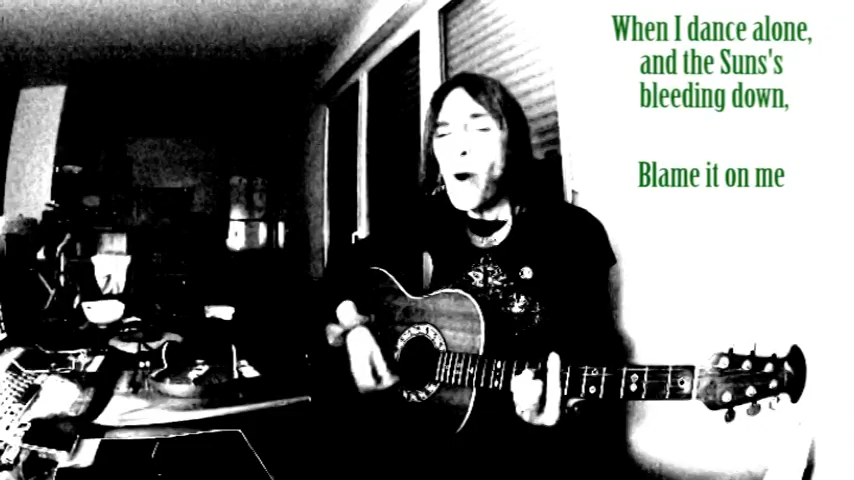 When I dance alone,
and the Suns's
bleeding down,
Blame it on me